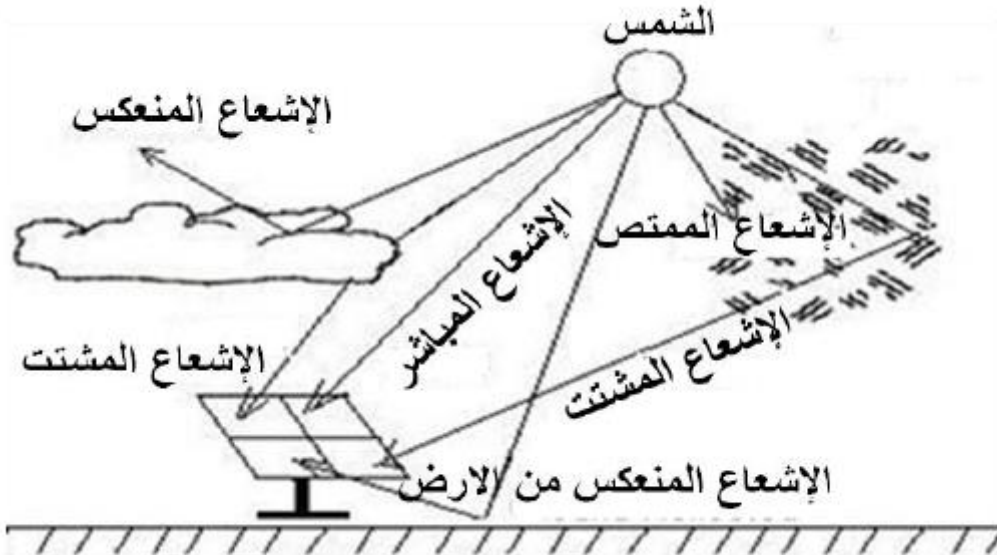 الشمس
الإشعاع المنعكس
الإشعاع الممتص
الإشعاع المباشر
الإشعاع المشتت
الإشعاع المشتت
الإشعاع المنعكس من الارض